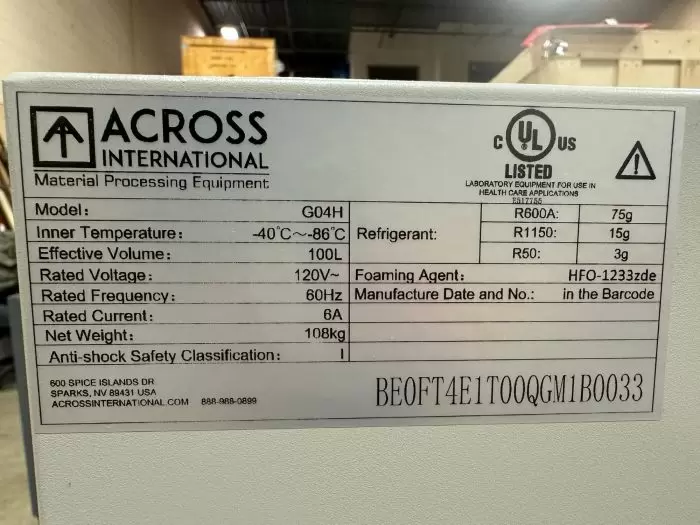 ACROSS
INTERNATIONAL
Material Processing Equipment
C UL US
LISTED
LABORATORY EQUIPMENT FOR USE IN
HEALTH CARE APPLICATIONS
E517755
Model: G04H
Inner Temperature: -40°C~-86°C
Effective Volume: 100L
Rated Voltage: 120V~
Rated Frequency: 60Hz
Rated Current: 6A
Net Weight: 108kg
Anti-shock Safety Classification: I
Refrigerant:
R600A: 75g
R1150: 15g
R50: 3g
Foaming Agent: HFO-1233zde
Manufacture Date and No.: in the Barcode
600 SPICE ISLANDS DR
SPARKS, NV 89431 USA
ACROSSINTERNATIONAL.COM 888-988-0899
BE0FT4E1T00QGM1B0033